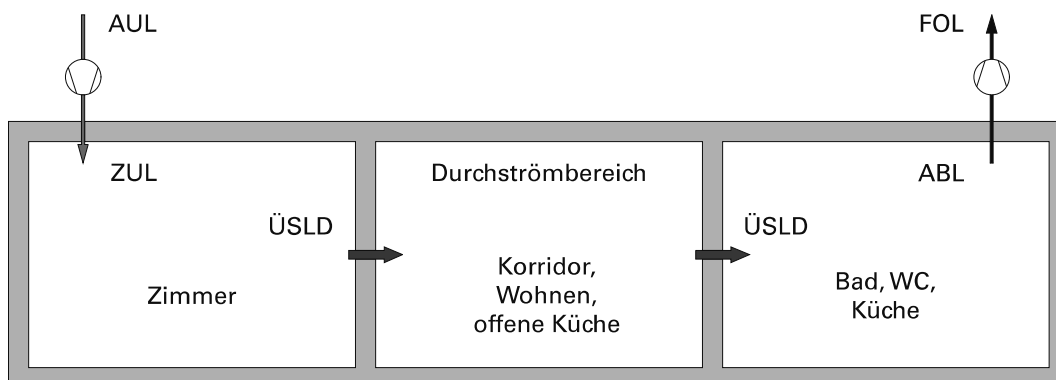 AUL
FOL
ZUL
Durchströmbereich
ABL
ÜSLD
ÜSLD
Zimmer
Korridor,
Wohnen,
offene Küche
Bad, WC,
Küche